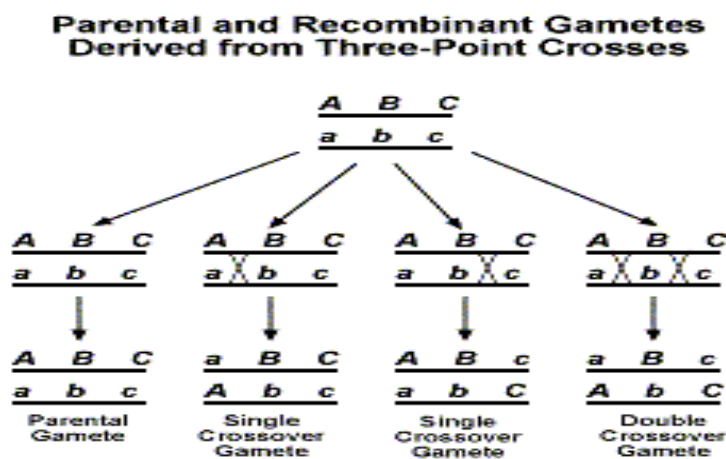 Parental and Recombinant Gametes
Derived from Three-Point Crosses
A B C
a b c
A B C A B C A B C A B C
a b c a b c a b c a b c
A B C a B C A B c a B c
a b c A b c a b C A b C
Parental Single Single Double
Gamete Crossover Crossover Crossover
Gamete Gamete Gamete